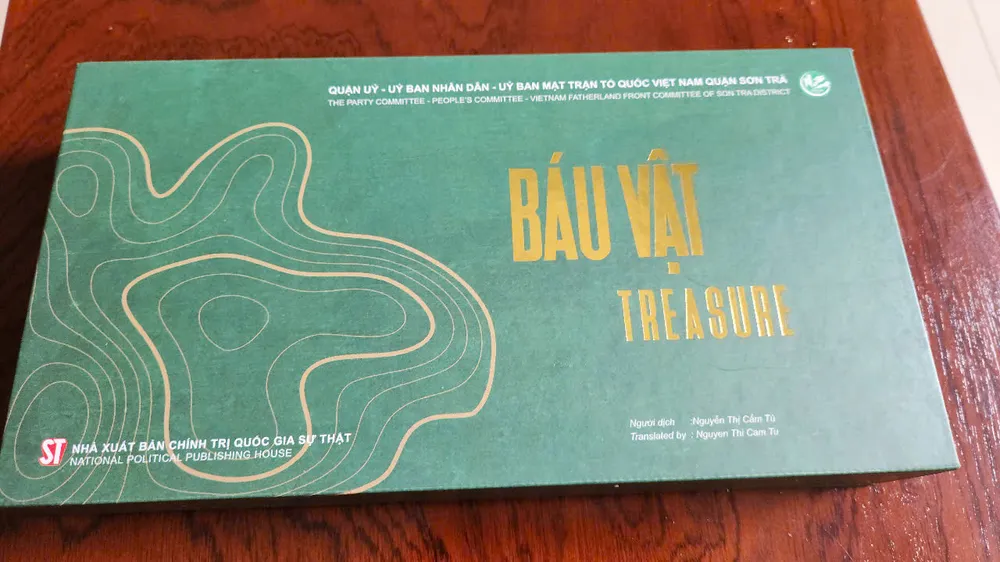 QUẬN UỶ - UỶ BAN NHÂN DÂN - UỶ BAN MẶT TRẬN TỔ QUỐC VIỆT NAM QUẬN SƠN TRÀ
THE PARTY COMMITTEE - PEOPLE'S COMMITTEE - VIETNAM FATHERLAND FRONT COMMITTEE OF SON TRA DISTRICT
BÁU VẬT
TREASURE
Người dịch :Nguyễn Thị Cẩm Tú
Translated by : Nguyen Thi Cam Tu
ST NHÀ XUẤT BẢN CHÍNH TRỊ QUỐC GIA SỰ THẬT
NATIONAL POLITICAL PUBLISHING HOUSE